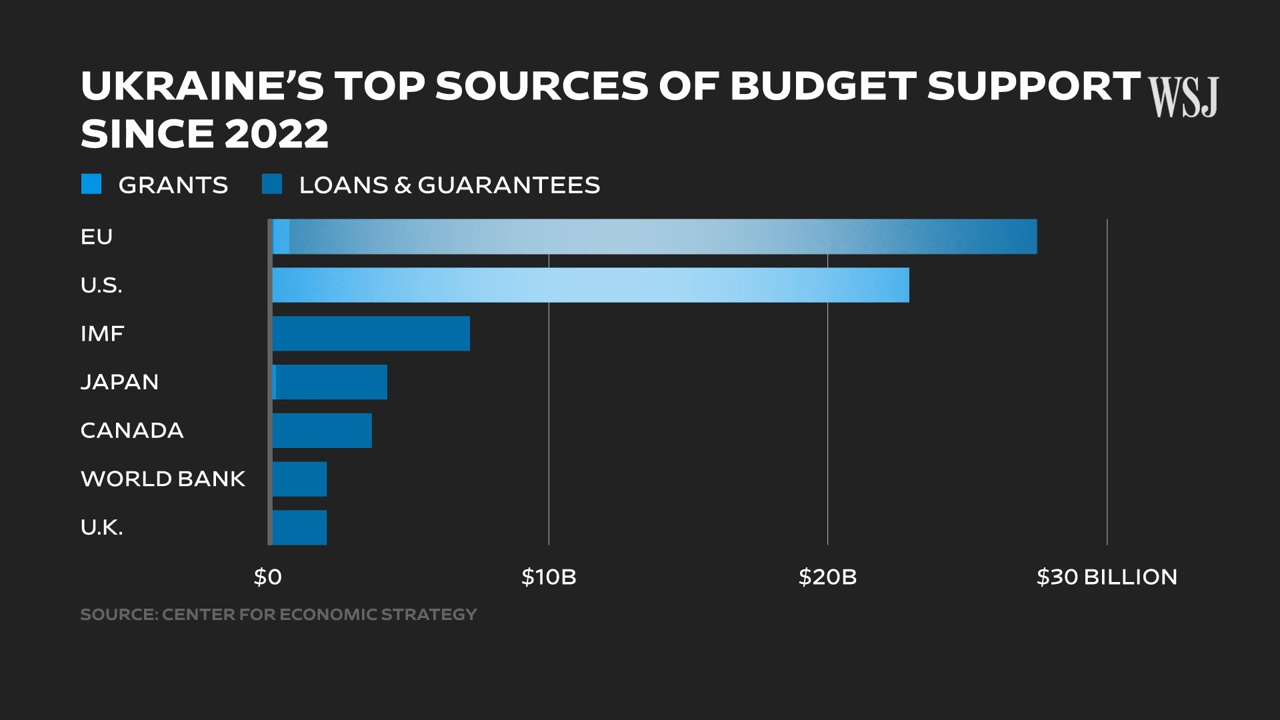 UKRAINE’S TOP SOURCES OF BUDGET SUPPORT
SINCE 2022
WSJ
GRANTS
LOANS & GUARANTEES
EU
U.S.
IMF
JAPAN
CANADA
WORLD BANK
U.K.
$0
$10B
$20B
$30 BILLION
SOURCE: CENTER FOR ECONOMIC STRATEGY